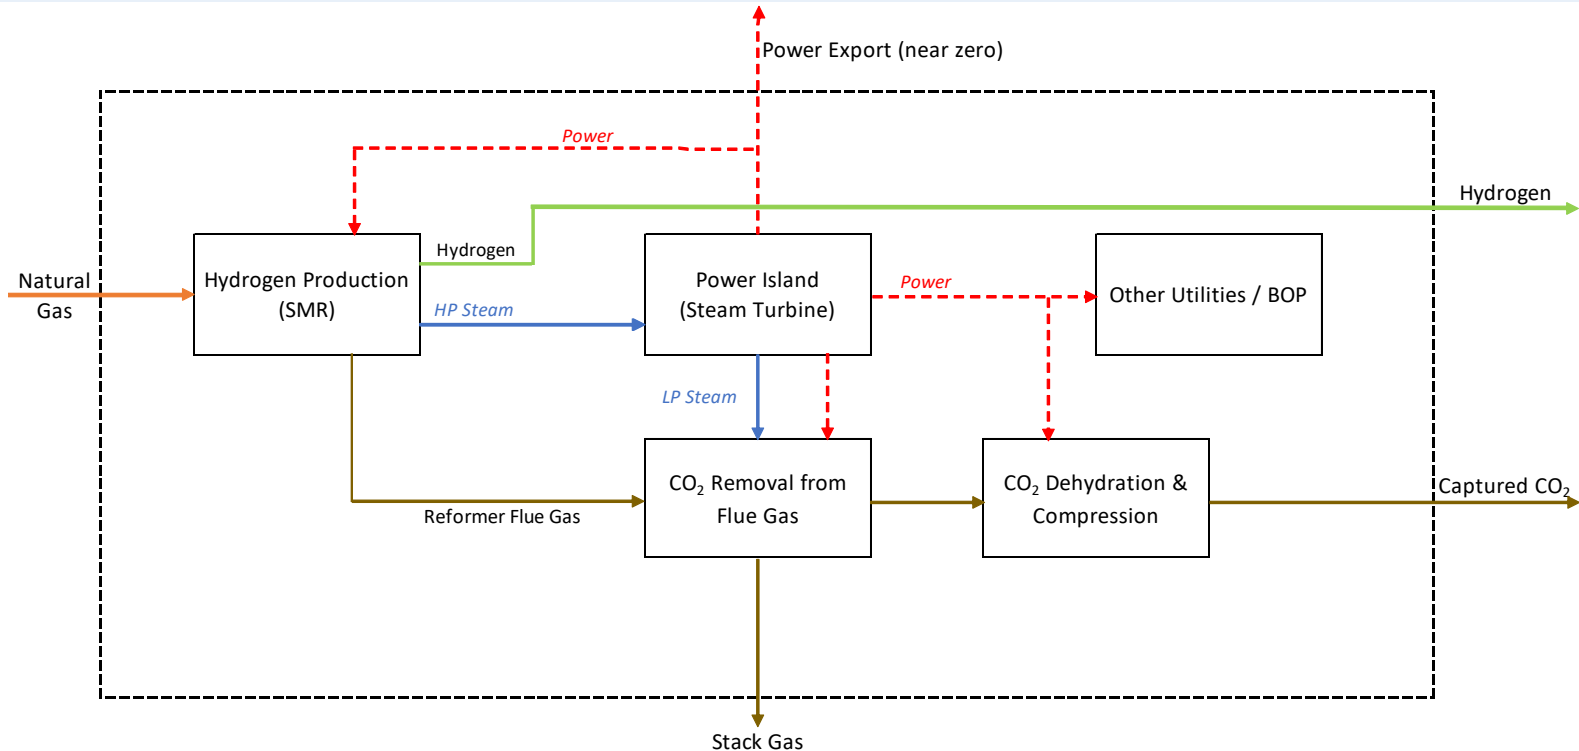 Power Export (near zero)
Power
Hydrogen
Hydrogen
Natural
Gas
Hydrogen Production
(SMR)
HP Steam
Power Island
(Steam Turbine)
Power
Other Utilities / BOP
LP Steam
CO₂ Removal from
Flue Gas
CO₂ Dehydration &
Compression
Captured CO₂
Reformer Flue Gas
Stack Gas